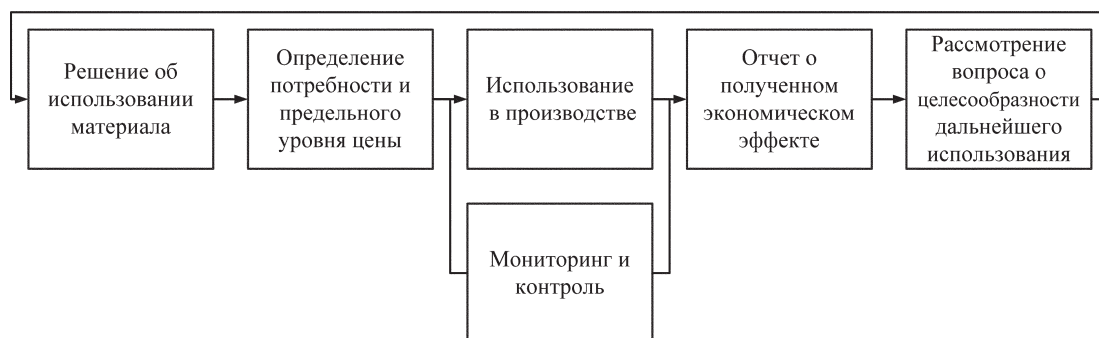 Решение об
использовании
материала
Определение
потребности и
предельного
уровня цены
Использование
в производстве
Мониторинг и
контроль
Отчет о
полученном
экономическом
эффекте
Рассмотрение
вопроса о
целесообразности
дальнейшего
использования